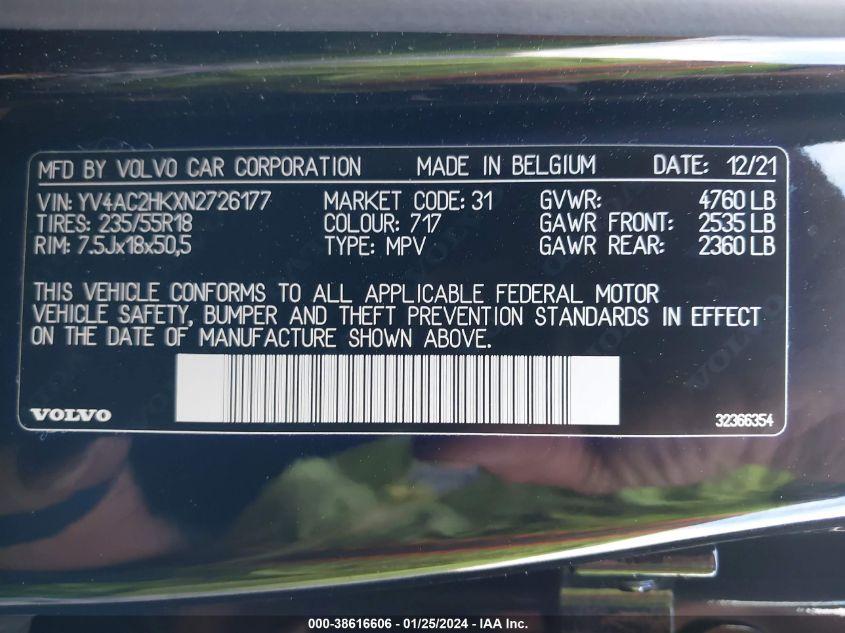 MFD BY VOLVO CAR CORPORATION MADE IN BELGIUM DATE: 12/21
VIN: YV4AC2HKXN2726177 MARKET CODE: 31 GVWR: 4760 LB
TIRES: 235/55R18 COLOUR: 717 GAWR FRONT: 2535 LB
RIM: 7.5Jx18x50,5 TYPE: MPV GAWR REAR: 2360 LB
THIS VEHICLE CONFORMS TO ALL APPLICABLE FEDERAL MOTOR
VEHICLE SAFETY, BUMPER AND THEFT PREVENTION STANDARDS IN EFFECT
ON THE DATE OF MANUFACTURE SHOWN ABOVE.
VOLVO 32366354
000-38616606 - 01/25/2024 - IAA Inc.